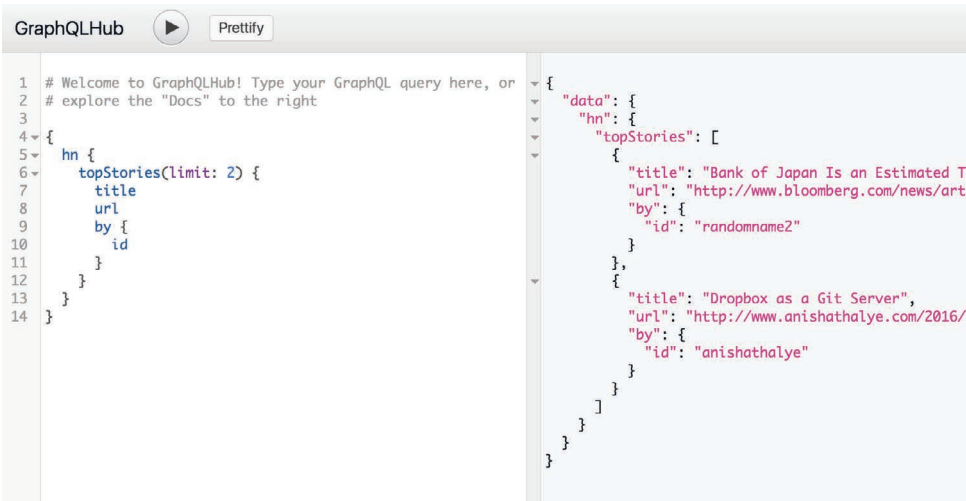 GraphQLHub Prettify
1 # Welcome to GraphQLHub! Type your GraphQL query here, or
2 # explore the "Docs" to the right
3
4 {
5 hn {
6 topStories(limit: 2) {
7 title
8 url
9 by {
10 id
11 }
12 }
13 }
14 }
{
"data": {
"hn": {
"topStories": [
{
"title": "Bank of Japan Is an Estimated T
"url": "http://www.bloomberg.com/news/art
"by": {
"id": "randomname2"
}
},
{
"title": "Dropbox as a Git Server",
"url": "http://www.anishathalye.com/2016/
"by": {
"id": "anishathalye"
}
}
]
}
}
}